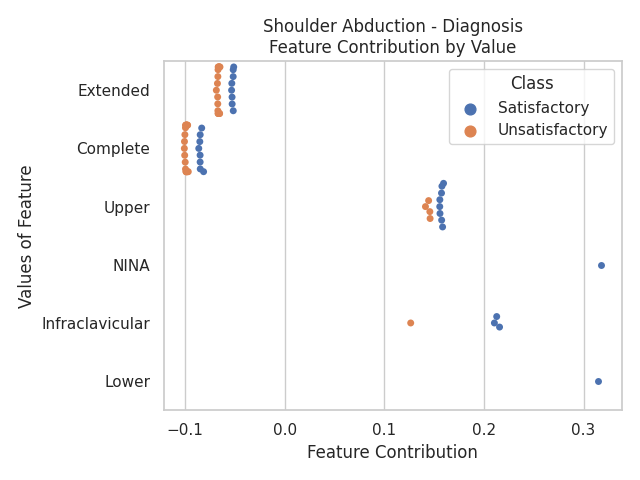 Shoulder Abduction - Diagnosis
Feature Contribution by Value
Class
Satisfactory
Unsatisfactory
Values of Feature
Extended
Complete
Upper
NINA
Infraclavicular
Lower
−0.1
0.0
0.1
0.2
0.3
Feature Contribution